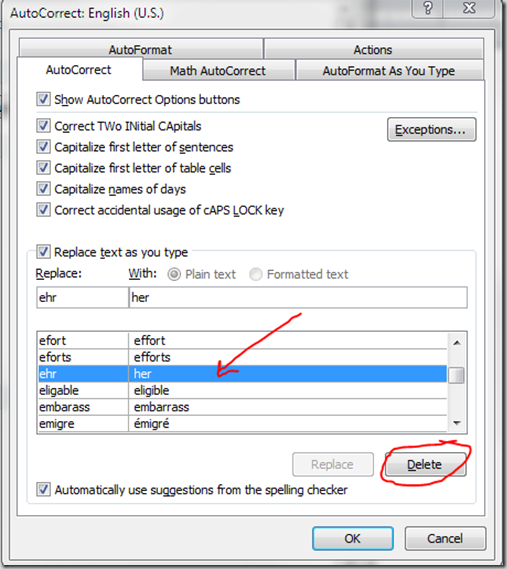 AutoCorrect: English (U.S.)
AutoFormat Actions
AutoCorrect Math AutoCorrect AutoFormat As You Type
Show AutoCorrect Options buttons
Correct TWo INitial CApitals Exceptions...
Capitalize first letter of sentences
Capitalize first letter of table cells
Capitalize names of days
Correct accidental usage of cAPS LOCK key
Replace text as you type
Replace: With: Plain text Formatted text
ehr her
efort effort
eforts efforts
ehr her
eligable eligible
embarass embarrass
emigre émigré
Replace Delete
Automatically use suggestions from the spelling checker
OK Cancel